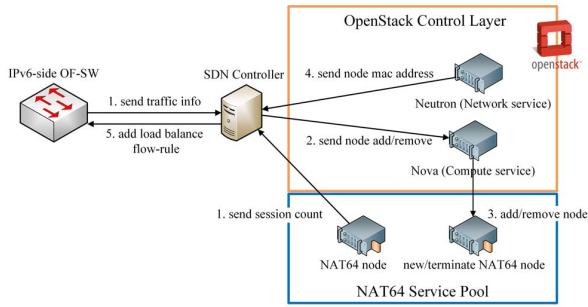 OpenStack Control Layer
openstack
IPv6-side OF-SW
SDN Controller
4. send node mac address
Neutron (Network service)
1. send traffic info
5. add load balance
flow-rule
2. send node add/remove
Nova (Compute service)
1. send session count
3. add/remove node
NAT64 node
new/terminate NAT64 node
NAT64 Service Pool